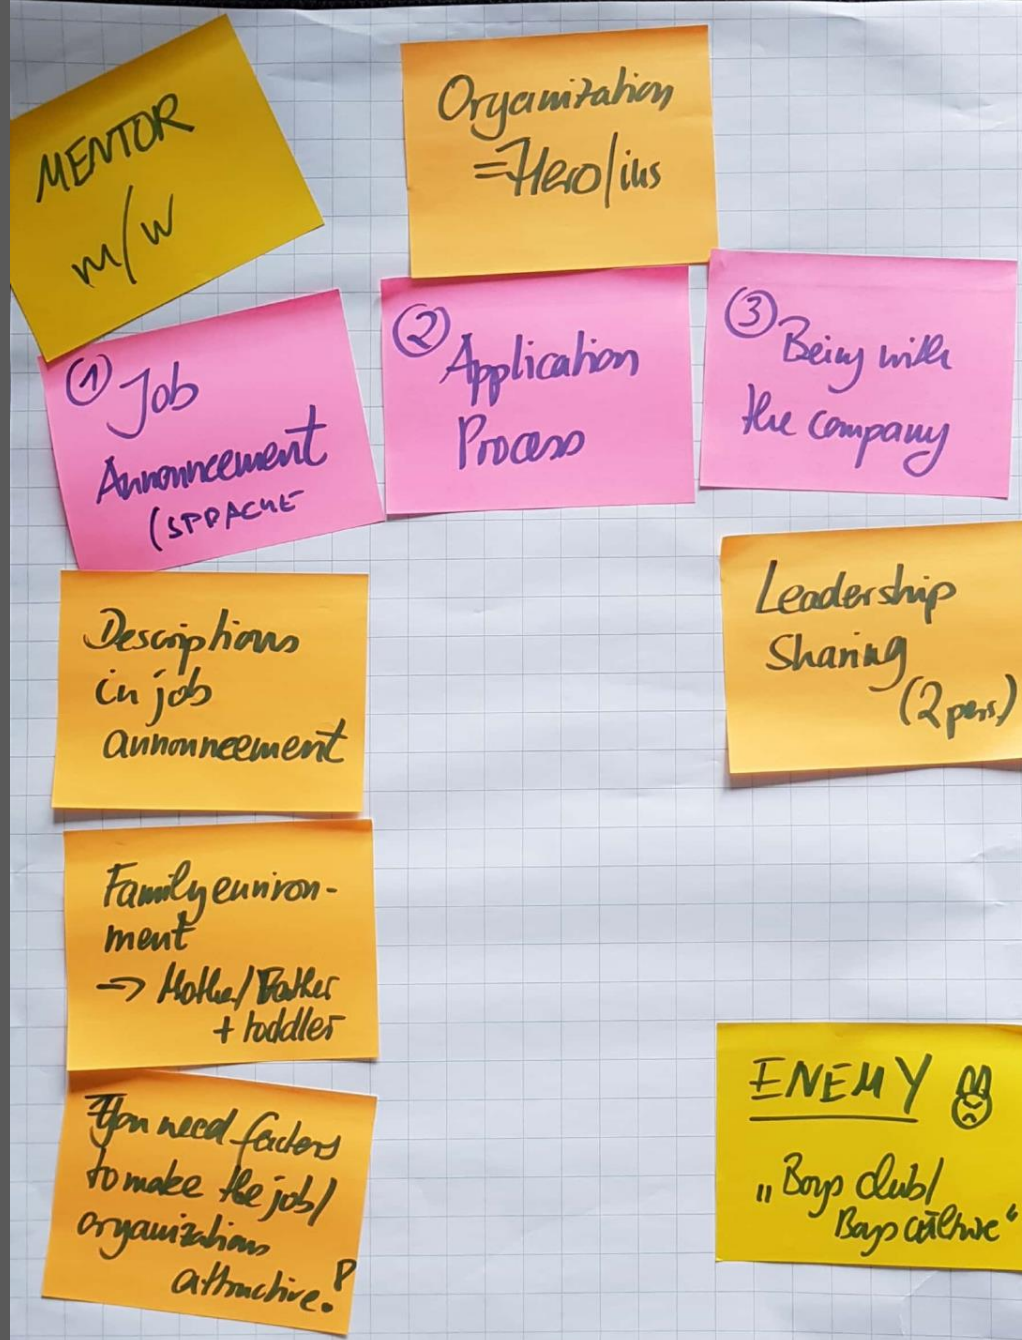 MENTOR
m/w
Organization
=Hero/ins
① Job
Announcement
(SPRACHE
② Application
Process
③ Being with
the company
Descriptions
in job
announcement
Leadership
Sharing
(2 pers.)
Family environ-
ment
→ Mother/Father
+ toddler
You need factors
to make the job/
organizations
attractive!
ENEMY
„Boys club/
Boys culture“